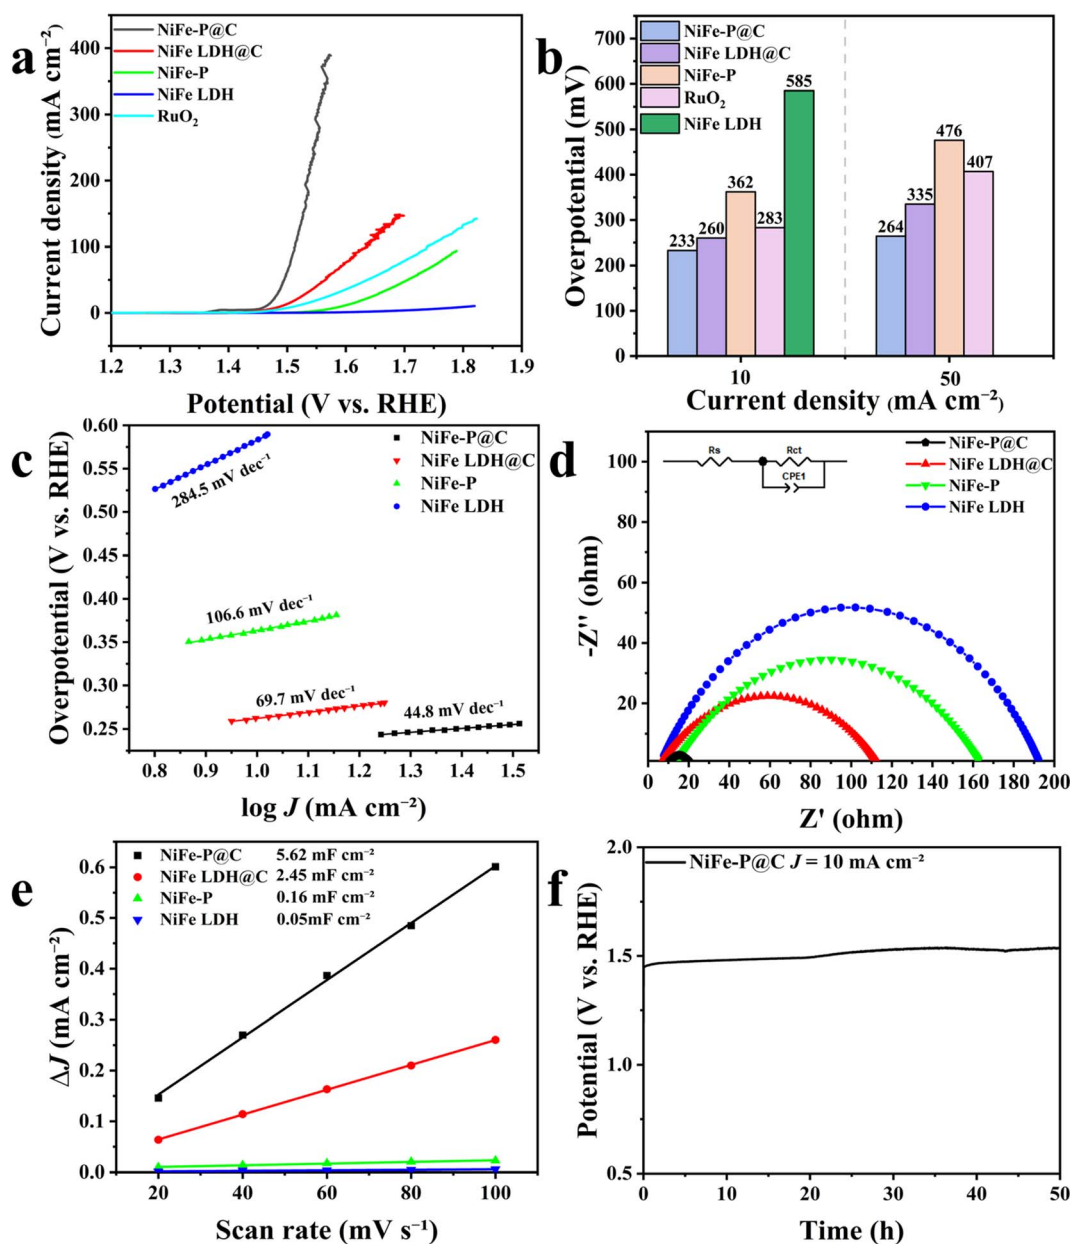 a
NiFe-P@C
NiFe LDH@C
NiFe-P
NiFe LDH
RuO₂
400
300
200
100
0
Current density (mA cm⁻²)
1.2 1.3 1.4 1.5 1.6 1.7 1.8 1.9
Potential (V vs. RHE)
b
NiFe-P@C
NiFe LDH@C
NiFe-P
RuO₂
NiFe LDH
700
600
500
400
300
200
100
0
Overpotential (mV)
233 260 362 283 585
264 335 476 407
10 50
Current density (mA cm⁻²)
c
NiFe-P@C
NiFe LDH@C
NiFe-P
NiFe LDH
0.60
0.55
0.50
0.45
0.40
0.35
0.30
0.25
Overpotential (V vs. RHE)
284.5 mV dec⁻¹
106.6 mV dec⁻¹
69.7 mV dec⁻¹
44.8 mV dec⁻¹
0.8 0.9 1.0 1.1 1.2 1.3 1.4 1.5
log J (mA cm⁻²)
d
NiFe-P@C
NiFe LDH@C
NiFe-P
NiFe LDH
Rs Rct
CPE1
100
80
60
40
20
-Z'' (ohm)
0 20 40 60 80 100 120 140 160 180 200
Z' (ohm)
e
NiFe-P@C 5.62 mF cm⁻²
NiFe LDH@C 2.45 mF cm⁻²
NiFe-P 0.16 mF cm⁻²
NiFe LDH 0.05mF cm⁻²
0.6
0.5
0.4
0.3
0.2
0.1
0.0
ΔJ (mA cm⁻²)
20 40 60 80 100
Scan rate (mV s⁻¹)
f
NiFe-P@C J = 10 mA cm⁻²
2.0
1.5
1.0
0.5
Potential (V vs. RHE)
0 10 20 30 40 50
Time (h)